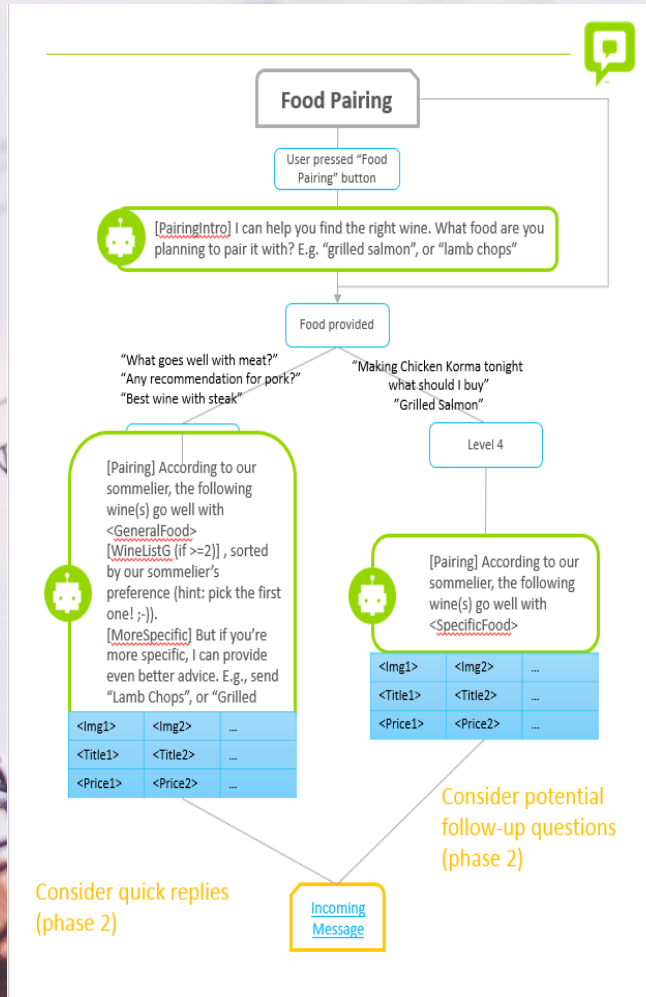 Food Pairing
User pressed “Food
Pairing” button
[PairingIntro] I can help you find the right wine. What food are you
planning to pair it with? E.g. “grilled salmon”, or “lamb chops”
Food provided
“What goes well with meat?”
“Any recommendation for pork?”
“Best wine with steak”
“Making Chicken Korma tonight
what should I buy”
”Grilled Salmon”
Level 4
[Pairing] According to our
sommelier, the following
wine(s) go well with
<GeneralFood>
[WineListG (if >=2)] , sorted
by our sommelier’s
preference (hint: pick the first
one! ;-)).
[MoreSpecific] But if you’re
more specific, I can provide
even better advice. E.g., send
“Lamb Chops”, or “Grilled
<Img1> <Img2> ...
<Title1> <Title2> ...
<Price1> <Price2> ...
[Pairing] According to our
sommelier, the following
wine(s) go well with
<SpecificFood>
<Img1> <Img2> ...
<Title1> <Title2> ...
<Price1> <Price2> ...
Consider potential
follow-up questions
(phase 2)
Consider quick replies
(phase 2)
Incoming
Message